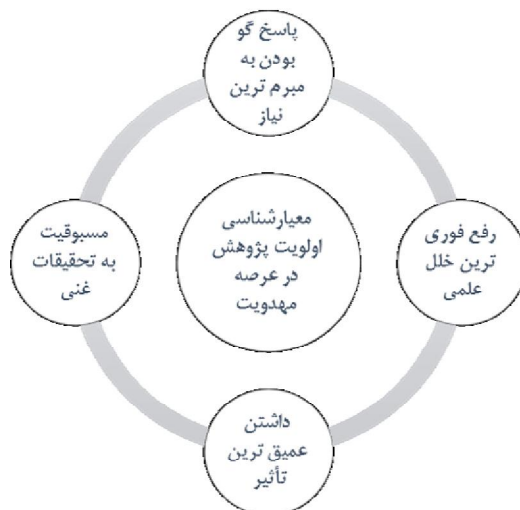 پاسخ گو
بودن به
مبرم ترین
نیاز
رفع فوری
ترین خلل
علمی
معیارشناسی
اولویت پژوهش
در عرصه
مهدویت
مسبوقیت
به تحقیقات
غنی
داشتن
عمیق ترین
تأثیر